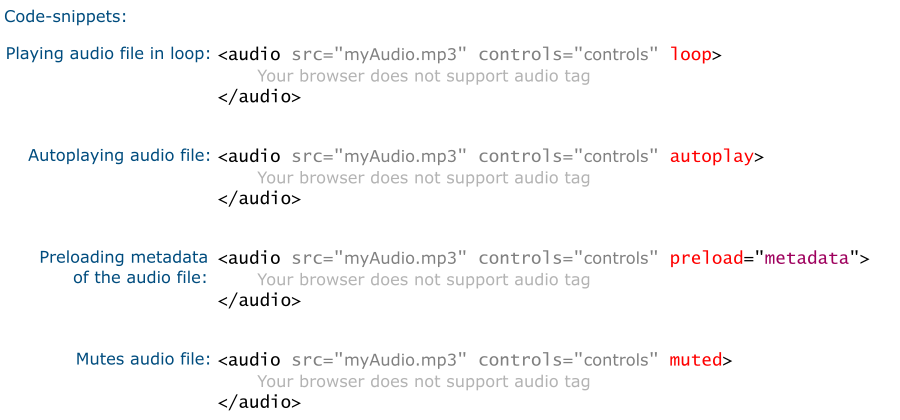 Code-snippets:
Playing audio file in loop: <audio src="myAudio.mp3" controls="controls" loop>
Your browser does not support audio tag
</audio>
Autoplaying audio file: <audio src="myAudio.mp3" controls="controls" autoplay>
Your browser does not support audio tag
</audio>
Preloading metadata <audio src="myAudio.mp3" controls="controls" preload="metadata">
of the audio file: Your browser does not support audio tag
</audio>
Mutes audio file: <audio src="myAudio.mp3" controls="controls" muted>
Your browser does not support audio tag
</audio>